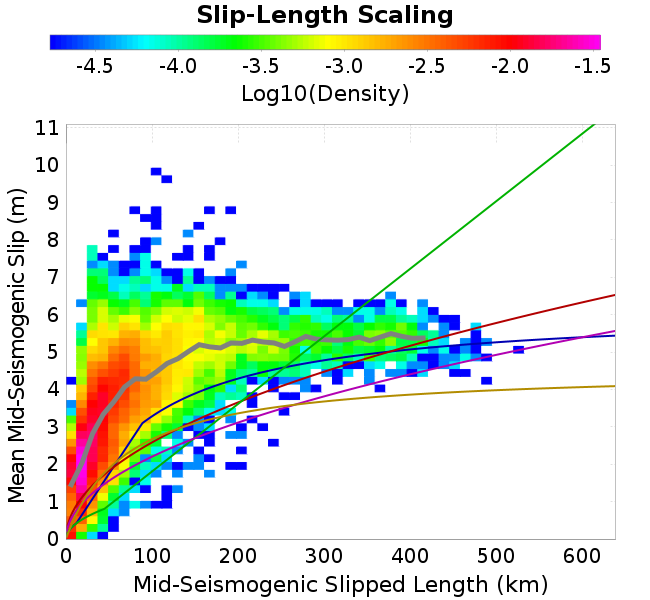 Slip-Length Scaling
-4.5 -4.0 -3.5 -3.0 -2.5 -2.0 -1.5
Log10(Density)
11
10
9
8
7
6
5
4
3
2
1
0
Mean Mid-Seismogenic Slip (m)
0 100 200 300 400 500 600
Mid-Seismogenic Slipped Length (km)